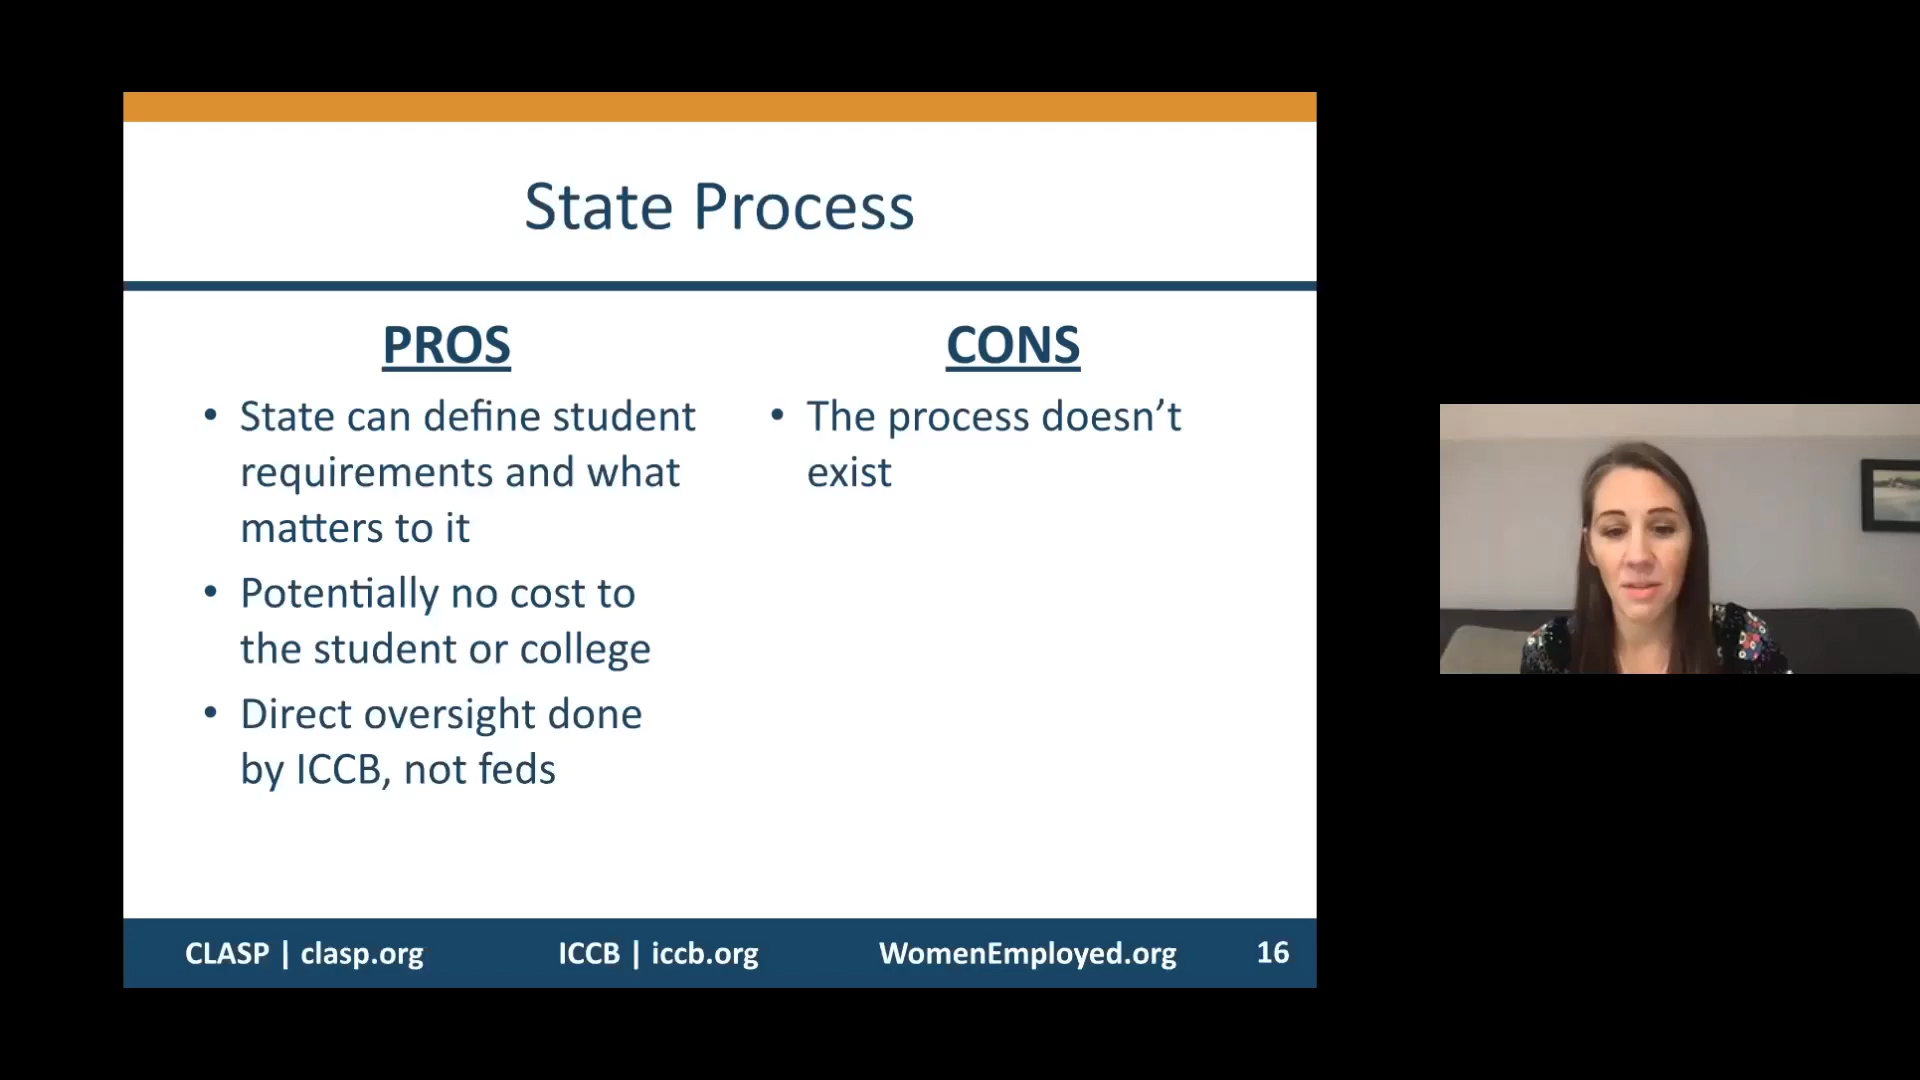 State Process
PROS
• State can define student
requirements and what
matters to it
• Potentially no cost to
the student or college
• Direct oversight done
by ICCB, not feds
CONS
• The process doesn’t
exist
CLASP | clasp.org
ICCB | iccb.org
WomenEmployed.org
16